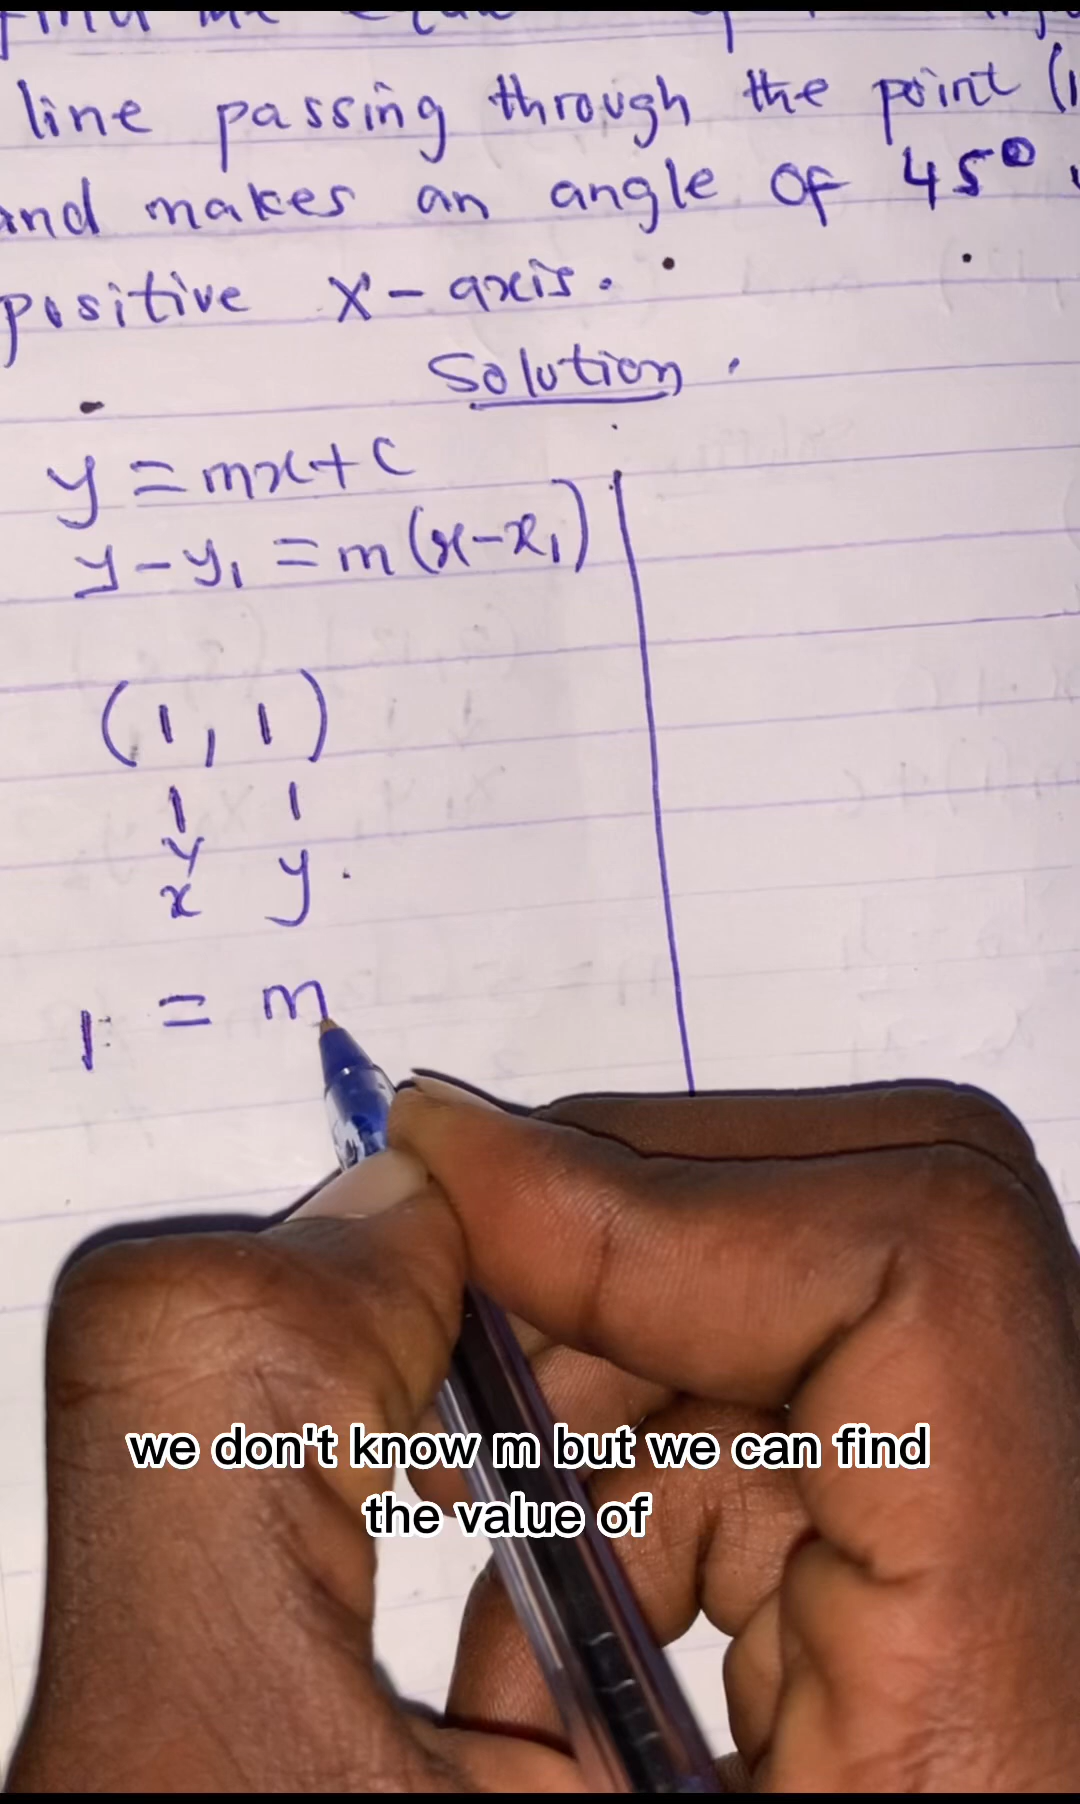 line passing through the point (1
and makes an angle of 45°
positive x-axis.
Solution.
y = mx + c
y - y₁ = m(x - x₁)
(1, 1)
x y
1 = m
we don't know m but we can find
the value of